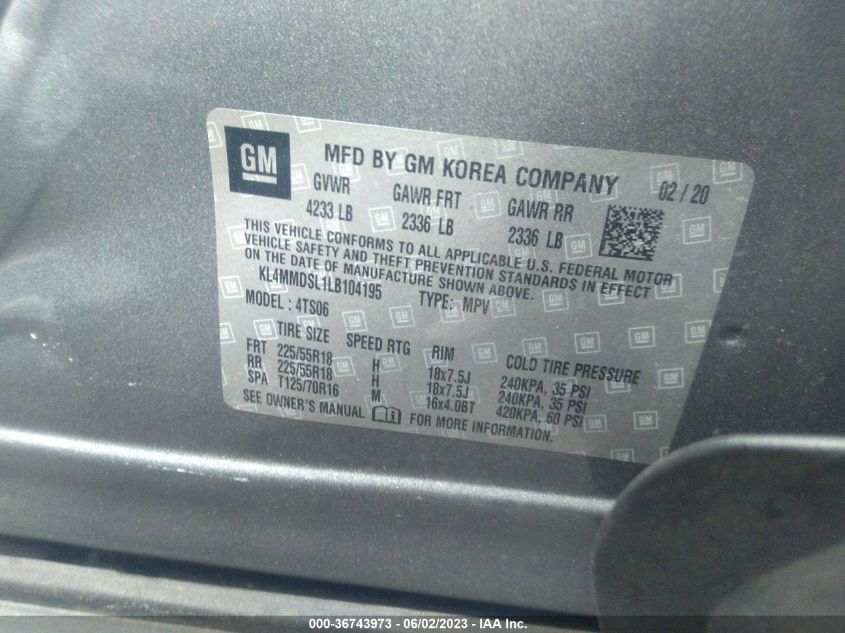 GM
MFD BY GM KOREA COMPANY 02 / 20
GVWR GAWR FRT GAWR RR
4233 LB 2336 LB 2336 LB
THIS VEHICLE CONFORMS TO ALL APPLICABLE U.S. FEDERAL MOTOR
VEHICLE SAFETY AND THEFT PREVENTION STANDARDS IN EFFECT
ON THE DATE OF MANUFACTURE SHOWN ABOVE.
KL4MMDSL1LB104195 TYPE: MPV
MODEL: 4TS06
TIRE SIZE SPEED RTG RIM COLD TIRE PRESSURE
FRT 225/55R18 H 18x7.5J 240KPA, 35 PSI
RR 225/55R18 H 18x7.5J 240KPA, 35 PSI
SPA T125/70R16 M 16x4.0BT 420KPA, 60 PSI
SEE OWNER'S MANUAL FOR MORE INFORMATION.
000-36743973 - 06/02/2023 - IAA Inc.